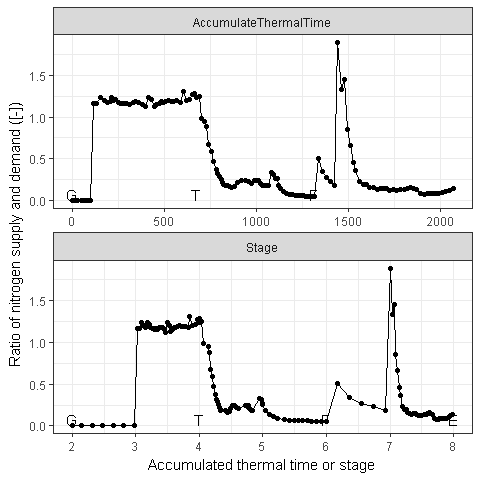 AccumulateThermalTime
1.5
1.0
0.5
0.0
G
T
F
0
500
1000
1500
2000
Ratio of nitrogen supply and demand ([-])
Stage
1.5
1.0
0.5
0.0
G
T
F
E
2
3
4
5
6
7
8
Accumulated thermal time or stage